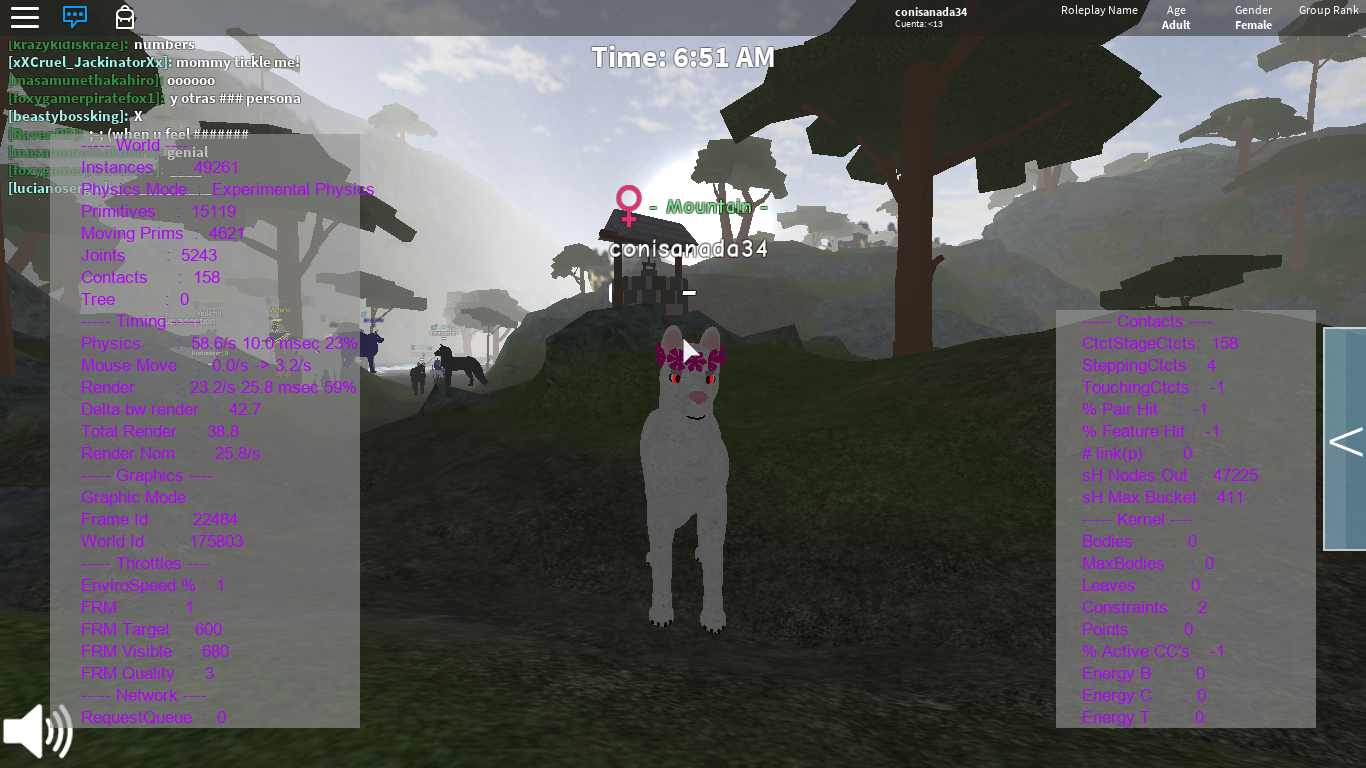 conisanada34
Cuenta: <13
Roleplay Name
Age
Adult
Gender
Female
Group Rank
[krazykidiskraze]: numbers
[xXCruel_JackinatorXx]: mommy tickle me!
[masamunethakahiro]: oooooo
[foxygamerpiratefox1]: y otras ### persona
[beastybossking]: X
;-; (when u feel #######
genial
Time: 6:51 AM
- Mountain -
conisanada34
----- World ----
Instances : 49261
Physics Mode : Experimental Physics
Primitives : 15119
Moving Prims : 4621
Joints : 5243
Contacts : 158
Tree : 0
----- Timing -----
Physics : 58.6/s 10.0 msec 23%
Mouse Move : 0.0/s -> 3.2/s
Render : 23.2/s 25.8 msec 59%
Delta bw render : 42.7
Total Render : 38.8
Render Nom : 25.8/s
----- Graphics ----
Graphic Mode :
Frame Id : 22484
World Id : 175803
----- Throttles ----
EnviroSpeed % : 1
FRM : 1
FRM Target : 600
FRM Visible : 680
FRM Quality : 3
----- Network ----
RequestQueue : 0
----- Contacts ----
CtctStageCtcts: 158
SteppingCtcts : 4
TouchingCtcts : -1
% Pair Hit : -1
% Feature Hit : -1
# link(p) : 0
sH Nodes Out : 47225
sH Max Bucket : 411
----- Kernel ----
Bodies : 0
MaxBodies : 0
Leaves : 0
Constraints : 2
Points : 0
% Active CC's : -1
Energy B : 0
Energy C : 0
Energy T : 0
<